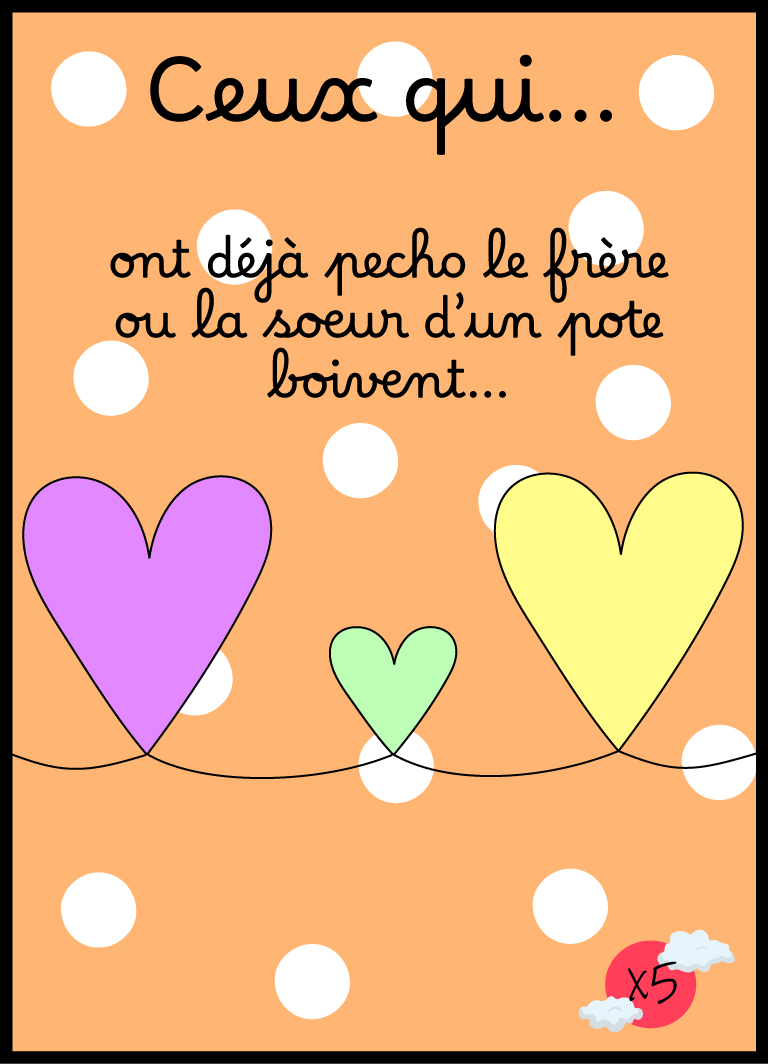 Ceux qui...
ont déjà pecho le frère
ou la soeur d'un pote
boivent...
x5